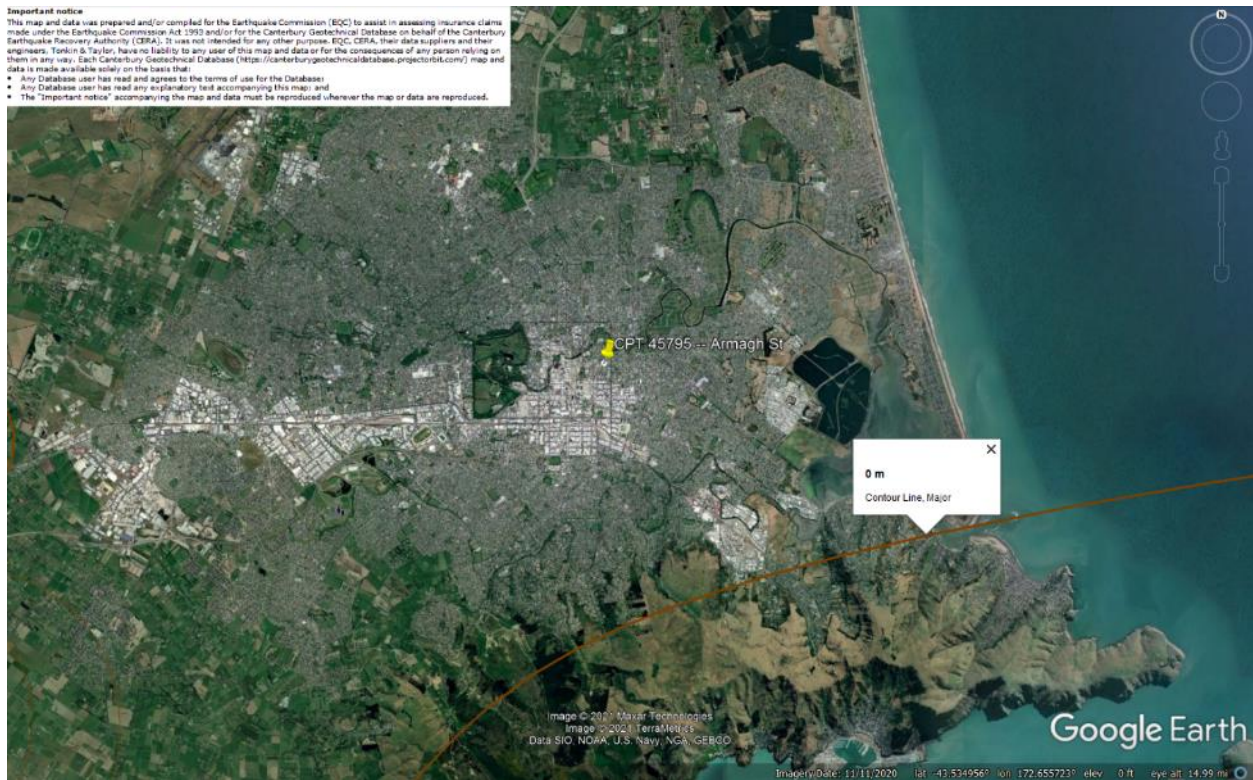 Important notice
This map and data was prepared and/or compiled for the Earthquake Commission (EQC) to assist in assessing insurance claims
made under the Earthquake Commission Act 1993 and/or for the Canterbury Geotechnical Database on behalf of the Canterbury
Earthquake Recovery Authority (CERA). It was not intended for any other purpose. EQC, CERA, their data suppliers and their
engineers, Tonkin & Taylor, have no liability to any user of this map and data or for the consequences of any person relying on
them in any way. Each Canterbury Geotechnical Database (https://canterburygeotechnicaldatabase.projectorbit.com/) map and
data is made available solely on the basis that:
• Any Database user has read and agrees to the terms of use for the Database;
• Any Database user has read any explanatory text accompanying this map; and
• The "Important notice" accompanying the map and data must be reproduced wherever the map or data are reproduced.
N
CPT 45795 -- Armagh St
0 m
Contour Line, Major
Image © 2021 Maxar Technologies
Image © 2021 TerraMetrics
Data SIO, NOAA, U.S. Navy, NGA, GEBCO
Google Earth
Imagery Date: 11/11/2020 lat -43.534956° lon 172.655723° elev 0 ft eye alt 14.99 mi